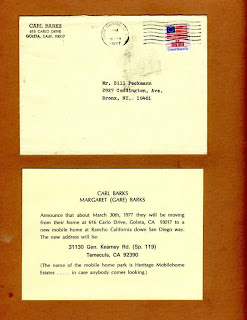 CARL BARKS
616 CARLO DRIVE
GOLETA, CALIF. 93017
1977
Mr. Bill Peckmann
2927 Coddington, Ave.
Bronx, NY. 10461
CARL BARKS
MARGARET (GARE) BARKS
Announce that about March 30th, 1977 they will be moving
from their home at 616 Carlo Drive, Goleta, CA 93017 to a
new mobile home at Rancho California down San Diego way.
The new address will be:
31130 Gen. Kearney Rd. (Sp. 119)
Temecula, CA 92390
(The name of the mobile home park is Heritage Mobilehome
Estates ..... in case anybody comes looking.)